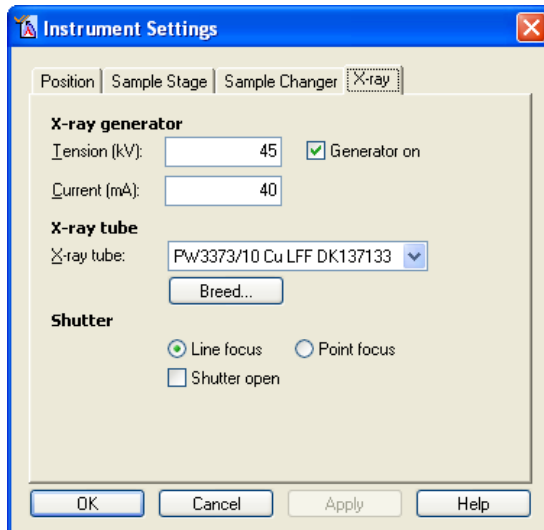 Instrument Settings
Position Sample Stage Sample Changer X-ray
X-ray generator
Tension (kV): 45 Generator on
Current (mA): 40
X-ray tube
X-ray tube: PW3373/10 Cu LFF DK137133
Breed...
Shutter
Line focus Point focus
Shutter open
OK Cancel Apply Help